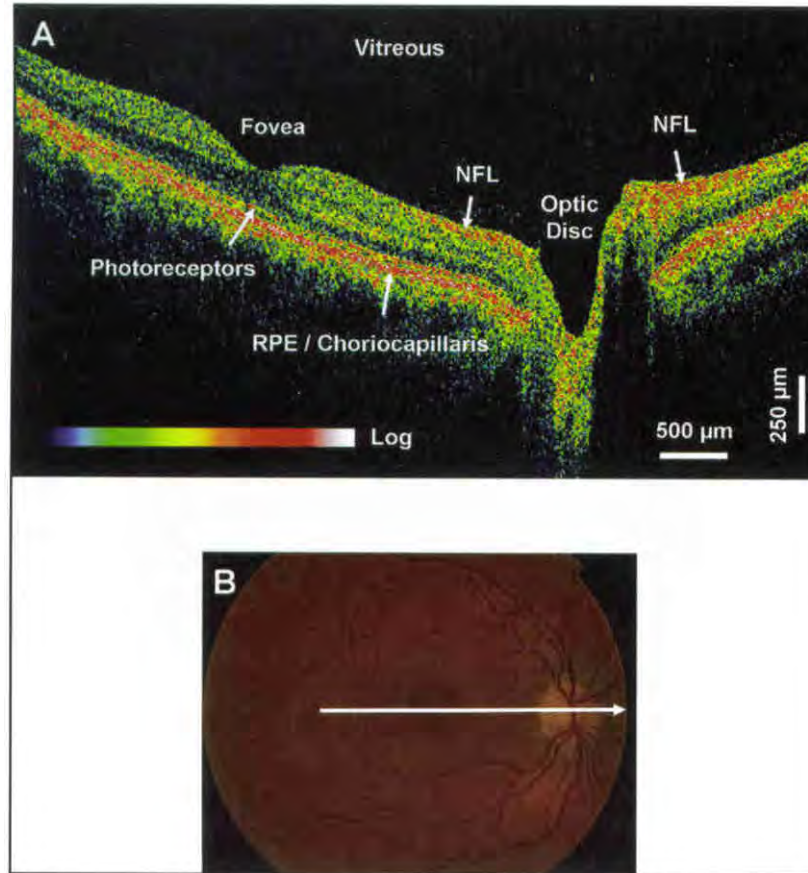 A
Vitreous
Fovea
NFL
NFL
Optic
Disc
Photoreceptors
RPE / Choriocapillaris
Log
500 µm
250 µm
B